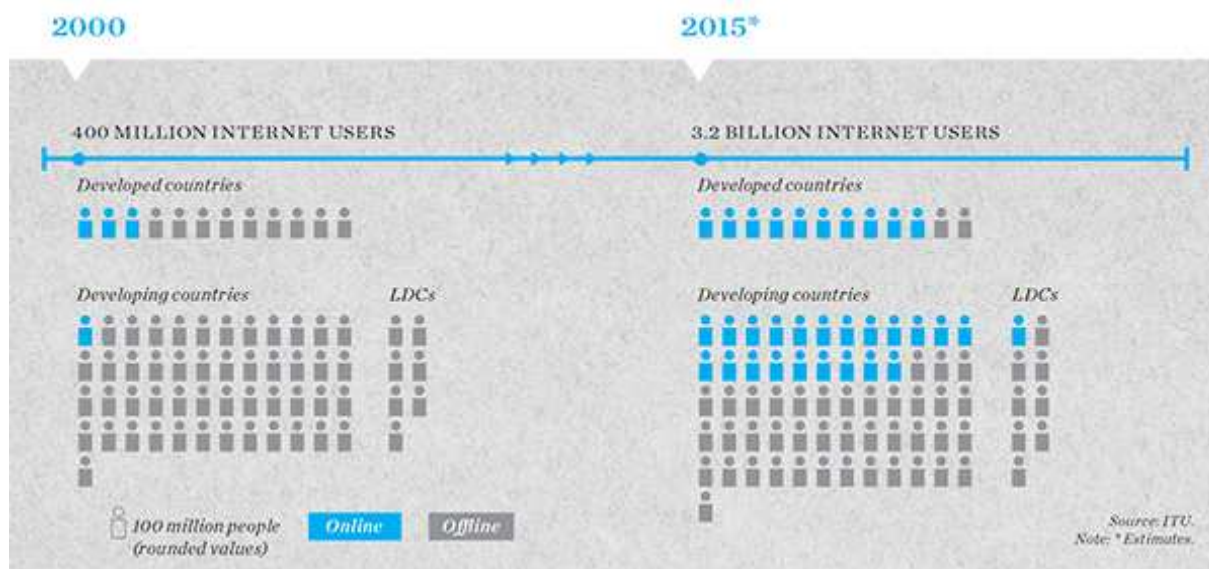 2000
2015*
400 MILLION INTERNET USERS
3.2 BILLION INTERNET USERS
Developed countries
Developed countries
Developing countries
LDCs
Developing countries
LDCs
100 million people
(rounded values)
Online
Offline
Source: ITU.
Note: * Estimates.